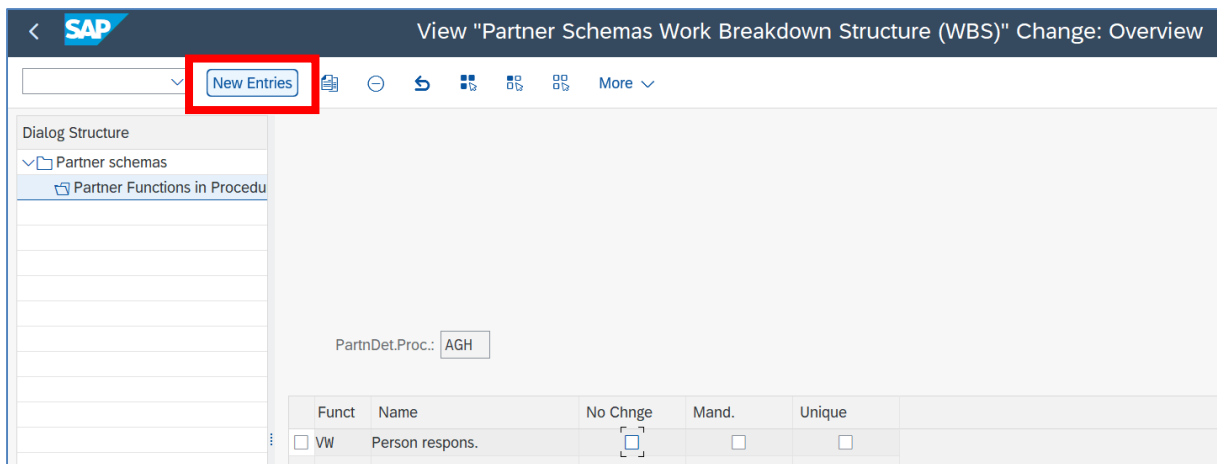 SAP View "Partner Schemas Work Breakdown Structure (WBS)" Change: Overview
New Entries More
Dialog Structure
Partner schemas
Partner Functions in Procedu
PartnDet.Proc.: AGH
Funct Name No Chnge Mand. Unique
VW Person respons.